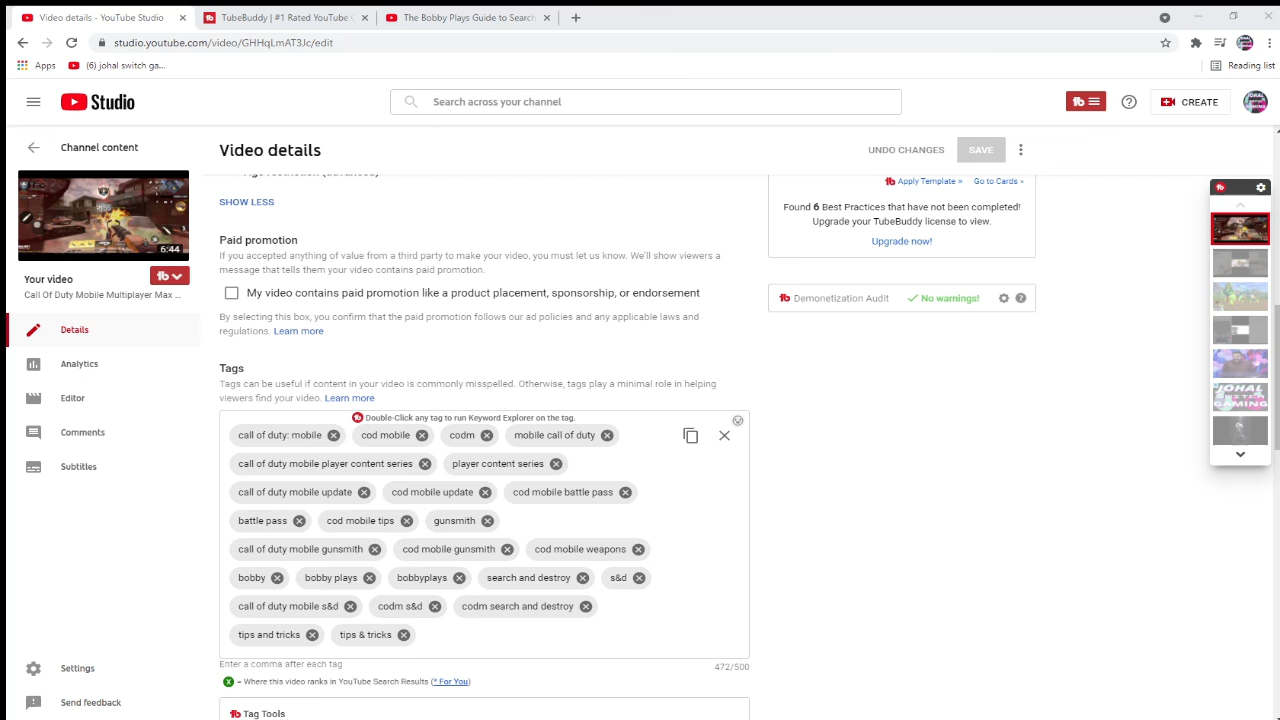 Video details - YouTube Studio
TubeBuddy | #1 Rated YouTube C
The Bobby Plays Guide to Search
studio.youtube.com/video/GHHqLmAT3Jc/edit
Apps
(6) johal switch ga...
Reading list
Studio
Search across your channel
tb
?
CREATE
Channel content
Video details
UNDO CHANGES
SAVE
Age restriction (advanced)
SHOW LESS
Apply Template »
Go to Cards »
Found 6 Best Practices that have not been completed!
Upgrade your TubeBuddy license to view.
Upgrade now!
6:44
Your video
tb
Call Of Duty Mobile Multiplayer Max ...
Details
Analytics
Editor
Comments
Subtitles
Settings
Send feedback
Paid promotion
If you accepted anything of value from a third party to make your video, you must let us know. We'll show viewers a
message that tells them your video contains paid promotion.
My video contains paid promotion like a product placement, sponsorship, or endorsement
By selecting this box, you confirm that the paid promotion follows our ad policies and any applicable laws and
regulations. Learn more
Demonetization Audit
No warnings!
Tags
Tags can be useful if content in your video is commonly misspelled. Otherwise, tags play a minimal role in helping
viewers find your video. Learn more
Double-Click any tag to run Keyword Explorer on the tag.
call of duty: mobile cod mobile codm mobile call of duty
call of duty mobile player content series player content series
call of duty mobile update cod mobile update cod mobile battle pass
battle pass cod mobile tips gunsmith
call of duty mobile gunsmith cod mobile gunsmith cod mobile weapons
bobby bobby plays bobbyplays search and destroy s&d
call of duty mobile s&d codm s&d codm search and destroy
tips and tricks tips & tricks
Enter a comma after each tag
472/500
X = Where this video ranks in YouTube Search Results (* For You)
Tag Tools
JOHAL
GAMING